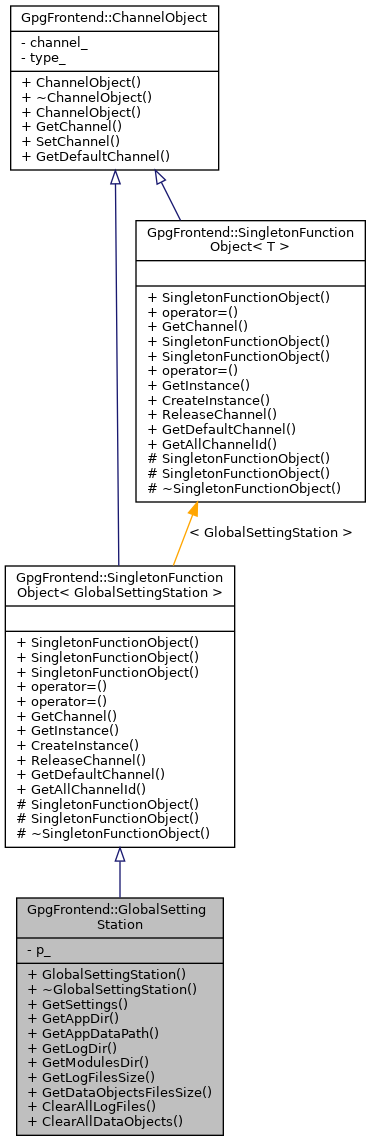 GpgFrontend::ChannelObject
- channel_
- type_
+ ChannelObject()
+ ~ChannelObject()
+ ChannelObject()
+ GetChannel()
+ SetChannel()
+ GetDefaultChannel()
GpgFrontend::SingletonFunction
Object< T >
+ SingletonFunctionObject()
+ operator=()
+ GetChannel()
+ SingletonFunctionObject()
+ SingletonFunctionObject()
+ operator=()
+ GetInstance()
+ CreateInstance()
+ ReleaseChannel()
+ GetDefaultChannel()
+ GetAllChannelId()
# SingletonFunctionObject()
# SingletonFunctionObject()
# ~SingletonFunctionObject()
< GlobalSettingStation >
GpgFrontend::SingletonFunction
Object< GlobalSettingStation >
+ SingletonFunctionObject()
+ SingletonFunctionObject()
+ SingletonFunctionObject()
+ operator=()
+ operator=()
+ GetChannel()
+ GetInstance()
+ CreateInstance()
+ ReleaseChannel()
+ GetDefaultChannel()
+ GetAllChannelId()
# SingletonFunctionObject()
# SingletonFunctionObject()
# ~SingletonFunctionObject()
GpgFrontend::GlobalSetting
Station
- p_
+ GlobalSettingStation()
+ ~GlobalSettingStation()
+ GetSettings()
+ GetAppDir()
+ GetAppDataPath()
+ GetLogDir()
+ GetModulesDir()
+ GetLogFilesSize()
+ GetDataObjectsFilesSize()
+ ClearAllLogFiles()
+ ClearAllDataObjects()